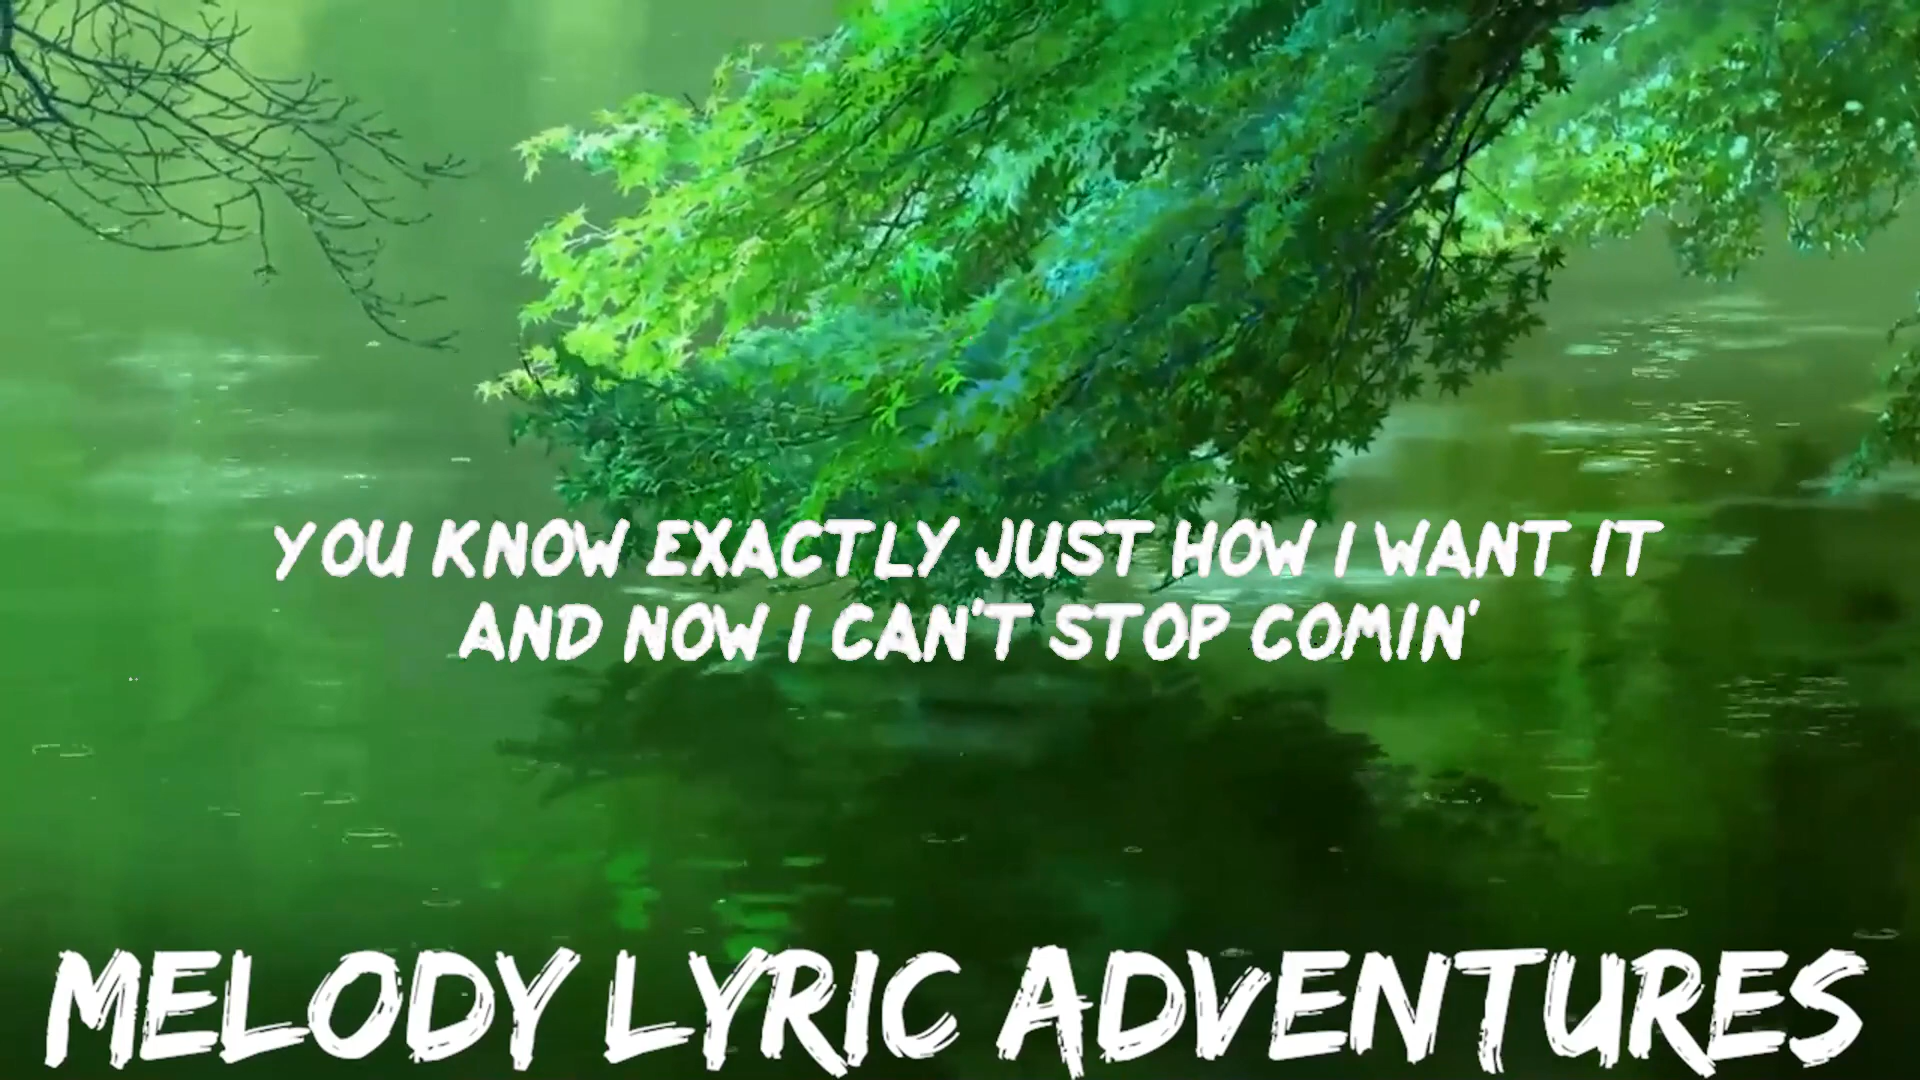 YOU KNOW EXACTLY JUST HOW I WANT IT
AND NOW I CAN'T STOP COMIN'
MELODY LYRIC ADVENTURES